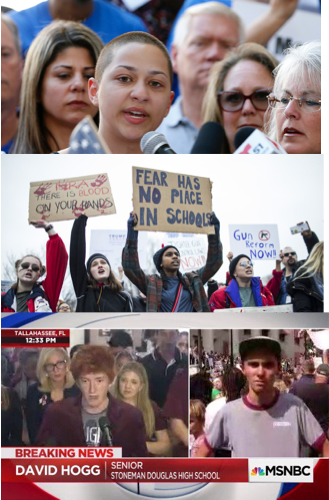 THERE IS BLOOD
ON YOUR HANDS
FEAR HAS
NO PLACE
IN SCHOOLS
GUN
REFORM
NOW!
TALLAHASSEE, FL
12:33 PM
BREAKING NEWS
DAVID HOGG
SENIOR
STONEMAN DOUGLAS HIGH SCHOOL
MSNBC